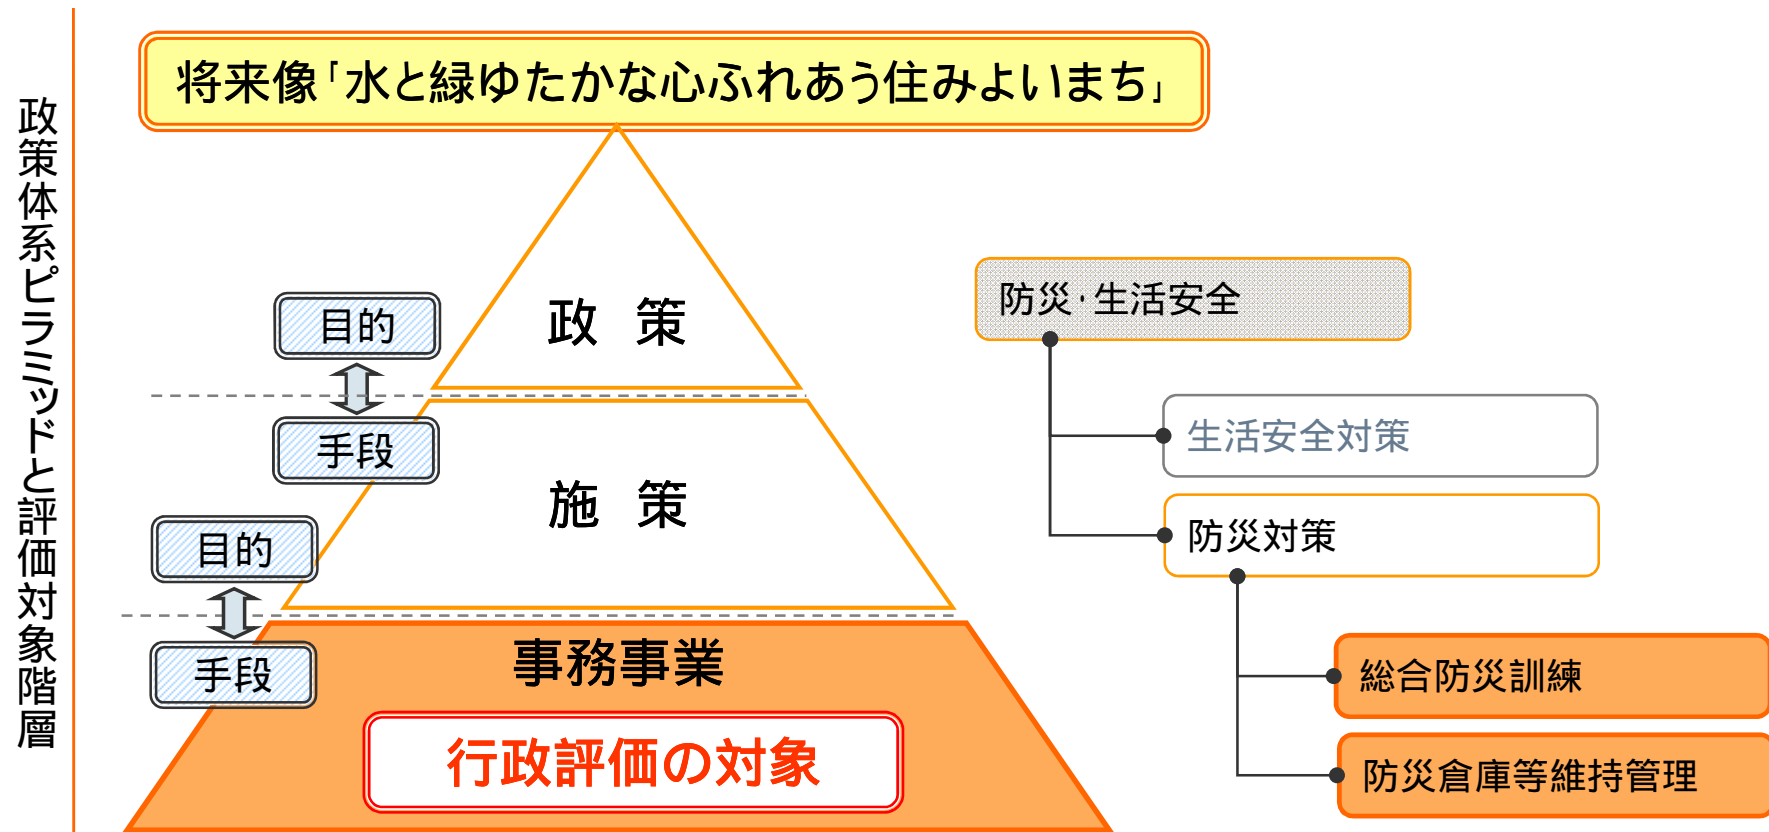 政策体系ピラミッドと評価対象階層
将来像「水と緑ゆたかな心ふれあう住みよいまち」
政 策
目的
手段
施 策
目的
手段
事務事業
行政評価の対象
防災・生活安全
生活安全対策
防災対策
総合防災訓練
防災倉庫等維持管理